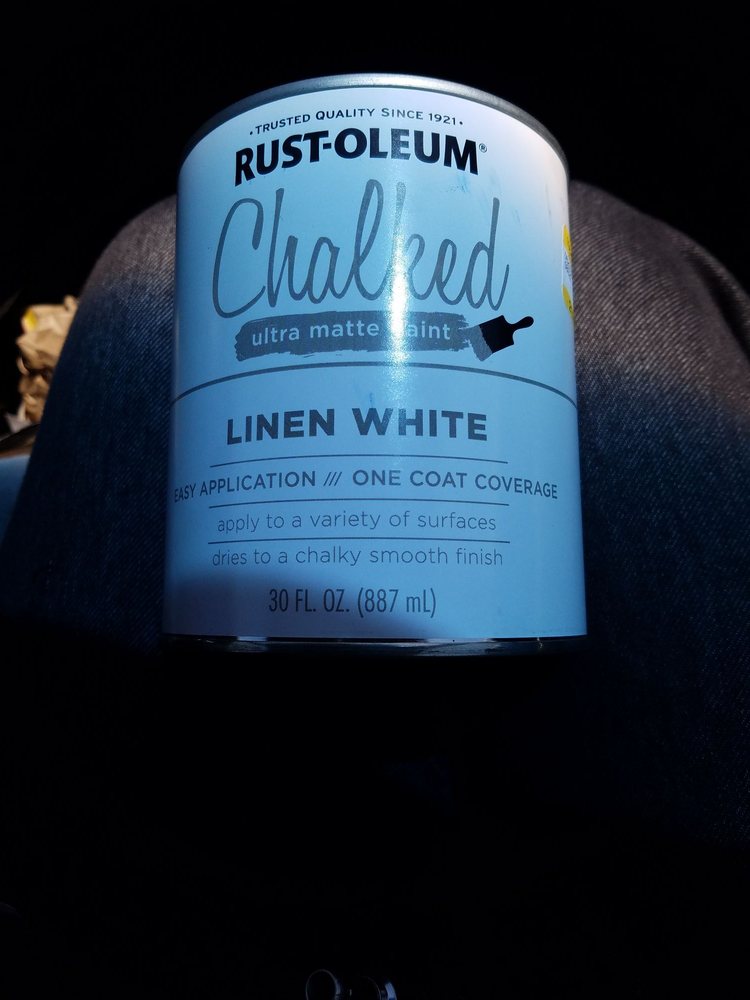 • TRUSTED QUALITY SINCE 1921 •
RUST-OLEUM®
Chalked
ultra matte paint
LINEN WHITE
EASY APPLICATION /// ONE COAT COVERAGE
apply to a variety of surfaces
dries to a chalky smooth finish
30 FL. OZ. (887 mL)